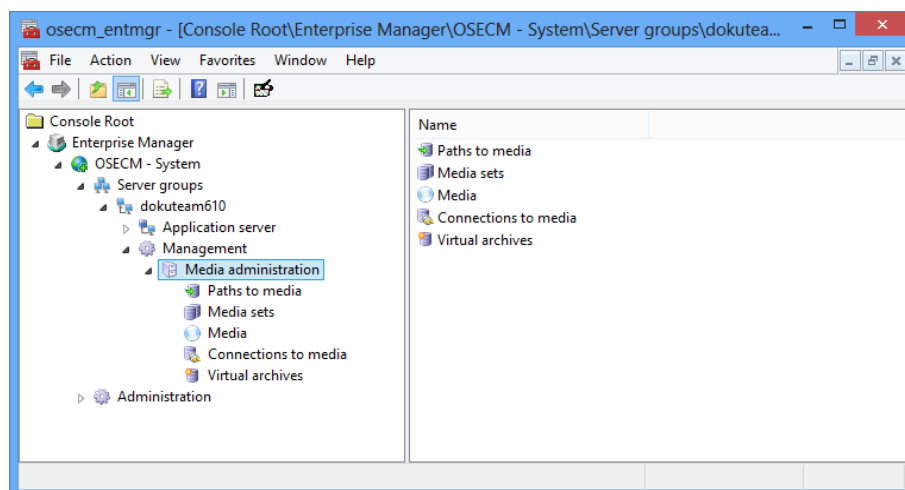 osecm_entmgr - [Console Root\Enterprise Manager\OSECM - System\Server groups\dokutea...
File Action View Favorites Window Help
Console Root
Enterprise Manager
OSECM - System
Server groups
dokuteam610
Application server
Management
Media administration
Paths to media
Media sets
Media
Connections to media
Virtual archives
Administration
Name
Paths to media
Media sets
Media
Connections to media
Virtual archives